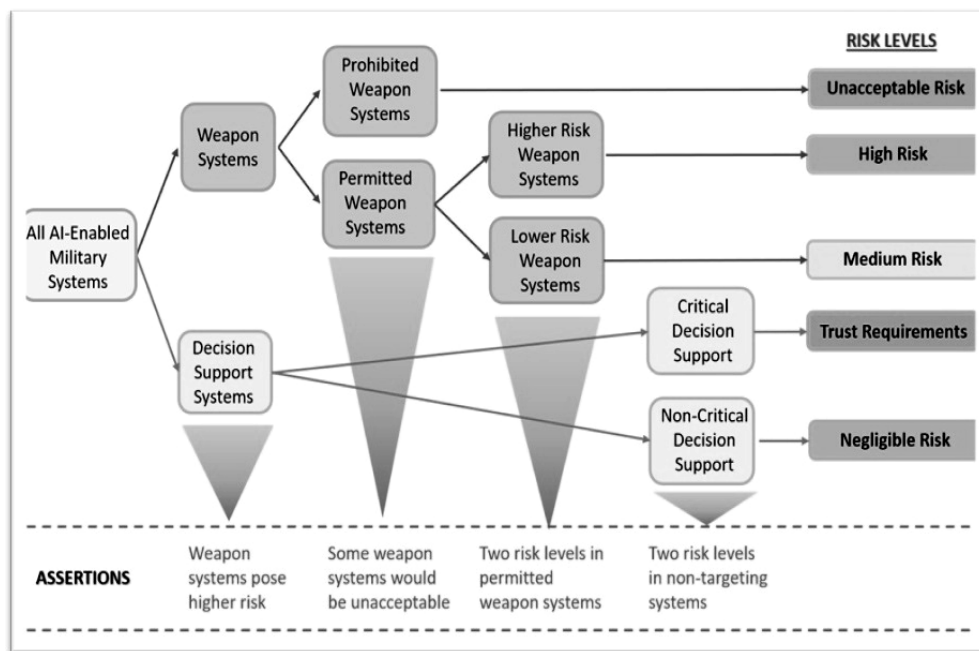 RISK LEVELS
Prohibited
Weapon
Systems
Unacceptable Risk
Weapon
Systems
Higher Risk
Weapon
Systems
High Risk
Permitted
Weapon
Systems
All AI-Enabled
Military
Systems
Lower Risk
Weapon
Systems
Medium Risk
Critical
Decision
Support
Trust Requirements
Decision
Support
Systems
Non-Critical
Decision
Support
Negligible Risk
ASSERTIONS
Weapon
systems pose
higher risk
Some weapon
systems would
be unacceptable
Two risk levels in
permitted
weapon systems
Two risk levels
in non-targeting
systems